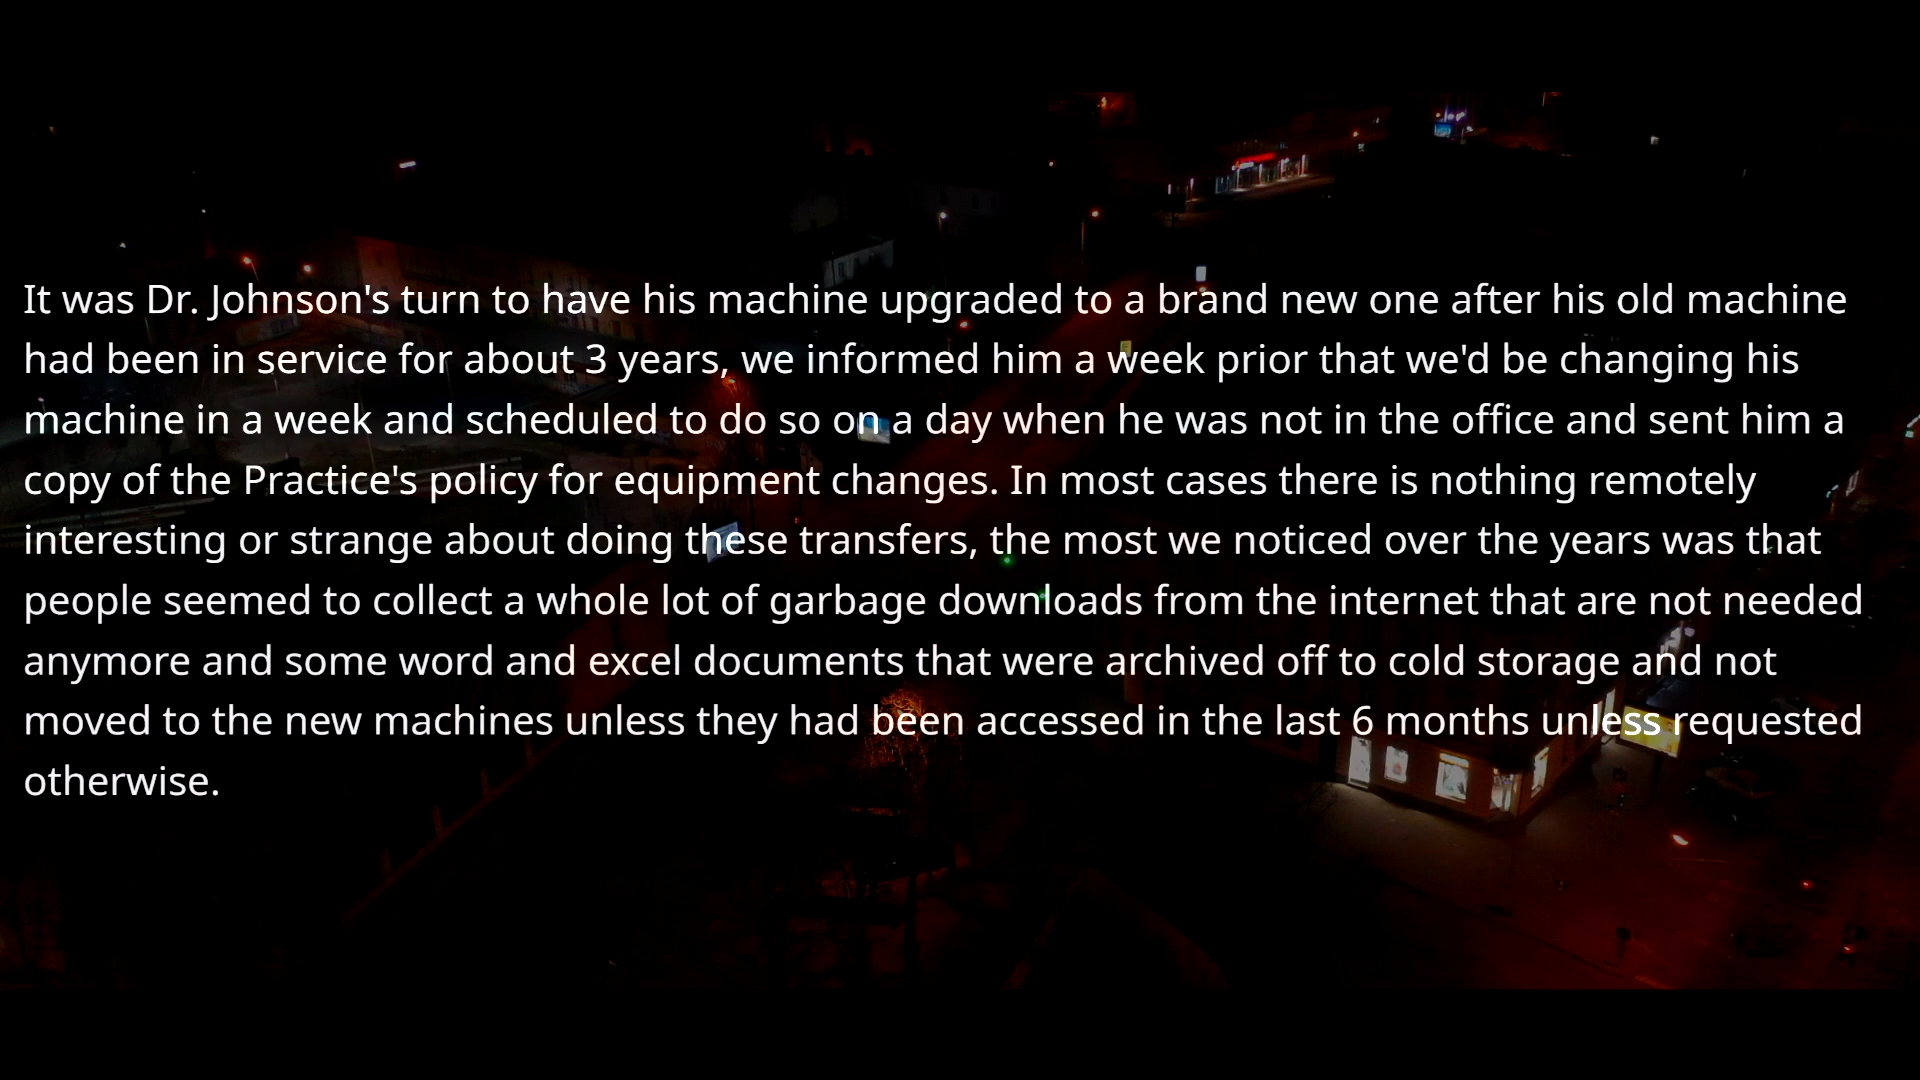 It was Dr. Johnson's turn to have his machine upgraded to a brand new one after his old machine
had been in service for about 3 years, we informed him a week prior that we'd be changing his
machine in a week and scheduled to do so on a day when he was not in the office and sent him a
copy of the Practice's policy for equipment changes. In most cases there is nothing remotely
interesting or strange about doing these transfers, the most we noticed over the years was that
people seemed to collect a whole lot of garbage downloads from the internet that are not needed
anymore and some word and excel documents that were archived off to cold storage and not
moved to the new machines unless they had been accessed in the last 6 months unless requested
otherwise.